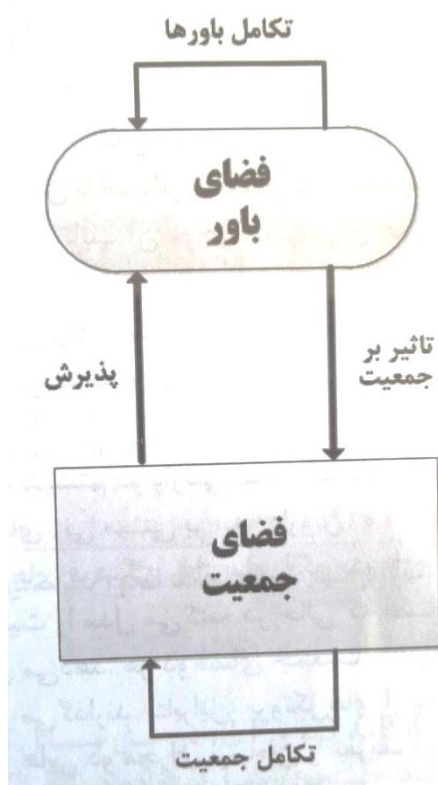 تکامل باورها
فضای
باور
پذیرش
تاثیر بر
جمعیت
فضای
جمعیت
تکامل جمعیت